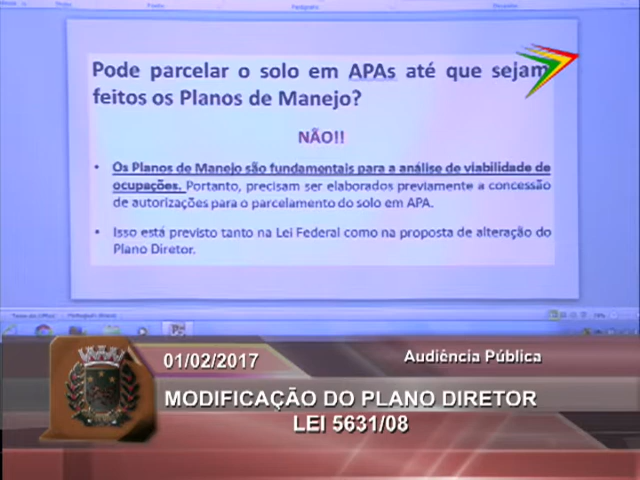 Pode parcelar o solo em APAs até que sejam
feitos os Planos de Manejo?
NÃO!!
• Os Planos de Manejo são fundamentais para a análise de viabilidade de
ocupações. Portanto, precisam ser elaborados previamente a concessão
de autorizações para o parcelamento do solo em APA.
• Isso está previsto tanto na Lei Federal como na proposta de alteração do
Plano Diretor.
01/02/2017
Audiência Pública
MODIFICAÇÃO DO PLANO DIRETOR
LEI 5631/08